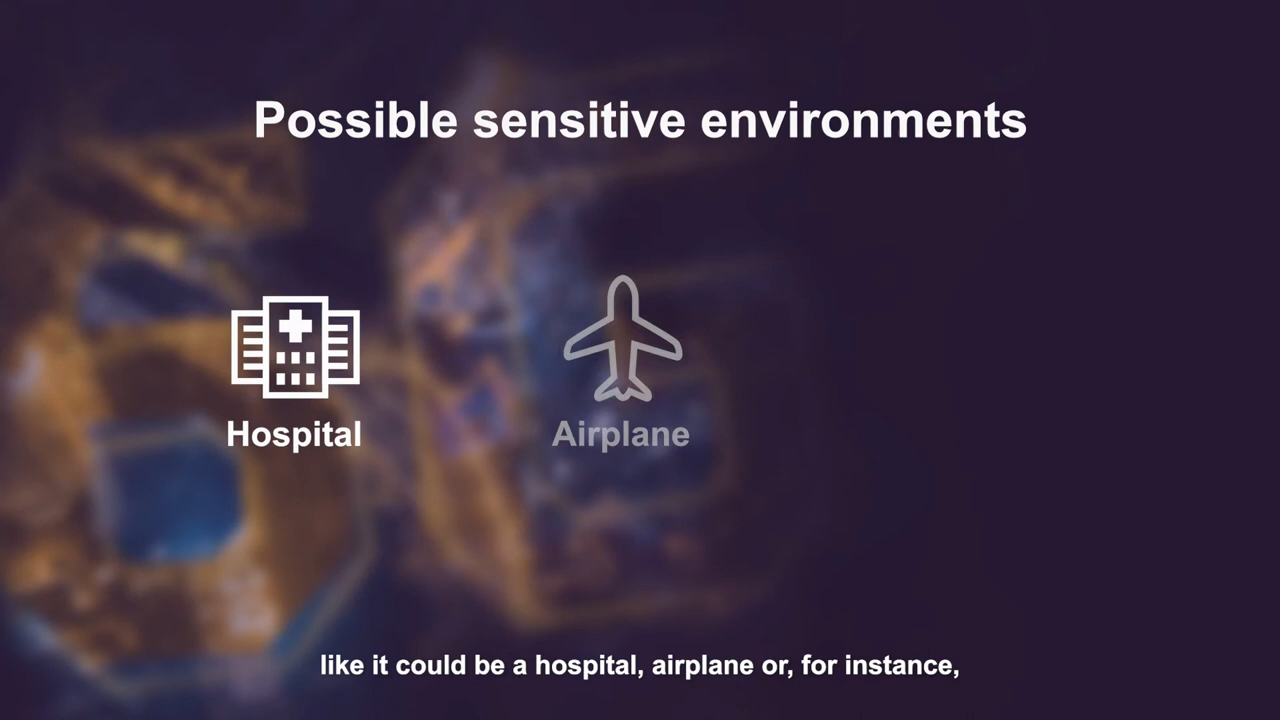 Possible sensitive environments
Hospital
Airplane
like it could be a hospital, airplane or, for instance,